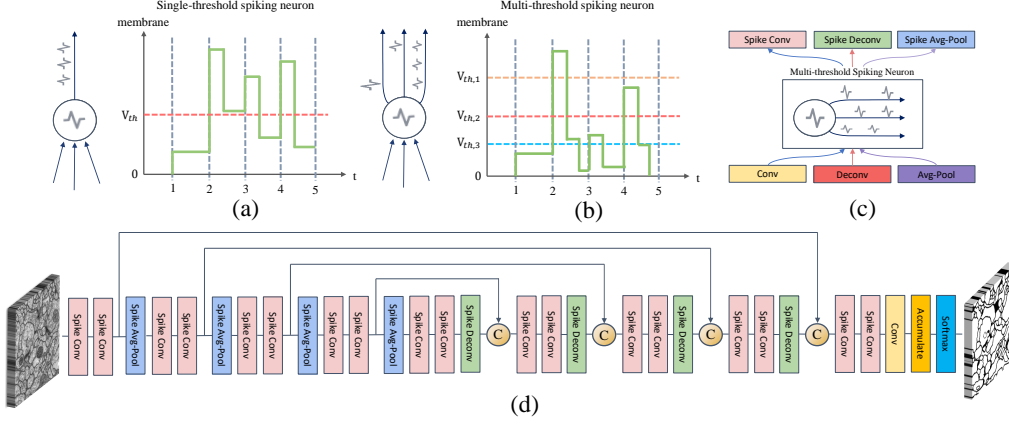 Single-threshold spiking neuron
membrane
V_th
0
1 2 3 4 5
t
(a)
Multi-threshold spiking neuron
membrane
V_th,1
V_th,2
V_th,3
0
1 2 3 4 5
t
(b)
Spike Conv
Spike Deconv
Spike Avg-Pool
Multi-threshold Spiking Neuron
Conv
Deconv
Avg-Pool
(c)
Spike Conv
Spike Conv
Spike Avg-Pool
Spike Conv
Spike Conv
Spike Avg-Pool
Spike Conv
Spike Conv
Spike Avg-Pool
Spike Conv
Spike Conv
Spike Avg-Pool
Spike Conv
Spike Conv
Spike Deconv
C
Spike Conv
Spike Conv
Spike Deconv
C
Spike Conv
Spike Conv
Spike Deconv
C
Spike Conv
Spike Conv
Spike Deconv
C
Spike Conv
Spike Conv
Conv
Accumulate
Softmax
(d)